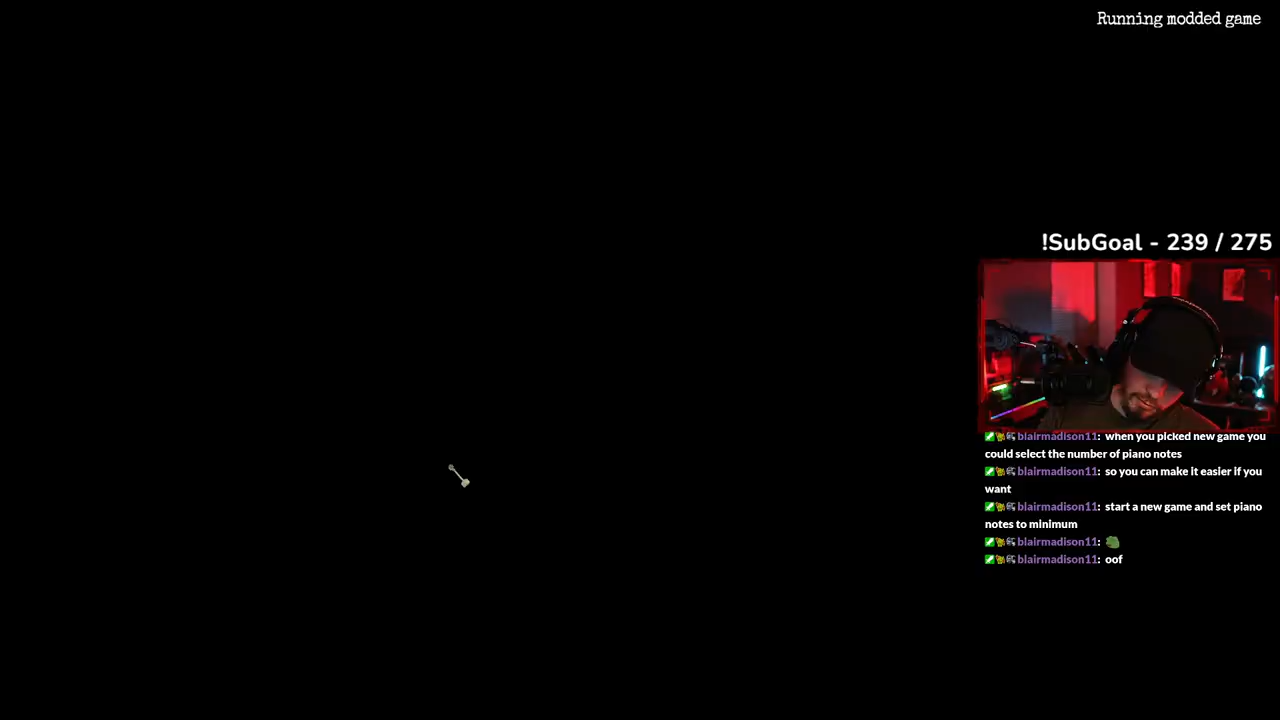 Running modded game
!SubGoal - 239 / 275
blairmadison11: when you picked new game you
could select the number of piano notes
blairmadison11: so you can make it easier if you
want
blairmadison11: start a new game and set piano
notes to minimum
blairmadison11:
blairmadison11: oof